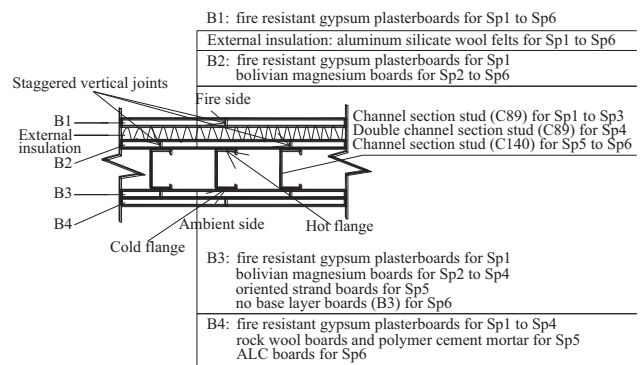 B1: fire resistant gypsum plasterboards for Sp1 to Sp6
External insulation: aluminum silicate wool felts for Sp1 to Sp6
B2: fire resistant gypsum plasterboards for Sp1
bolivian magnesium boards for Sp2 to Sp6
Staggered vertical joints
Fire side
B1
External
insulation
B2
Channel section stud (C89) for Sp1 to Sp3
Double channel section stud (C89) for Sp4
Channel section stud (C140) for Sp5 to Sp6
B3
B4
Ambient side
Cold flange
Hot flange
B3: fire resistant gypsum plasterboards for Sp1
bolivian magnesium boards for Sp2 to Sp4
oriented strand boards for Sp5
no base layer boards (B3) for Sp6
B4: fire resistant gypsum plasterboards for Sp1 to Sp4
rock wool boards and polymer cement mortar for Sp5
ALC boards for Sp6